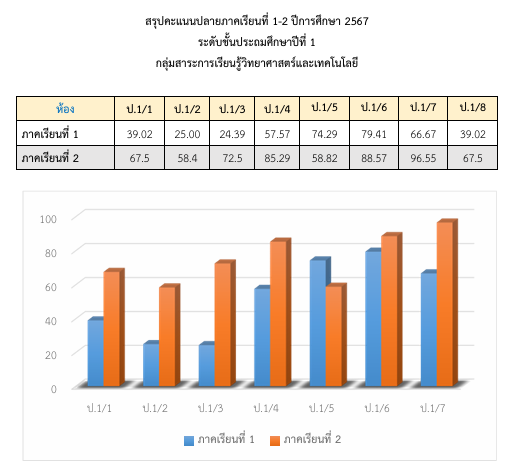 สรุปคะแนนปลายภาคเรียนที่ 1-2 ปีการศึกษา 2567
ระดับชั้นประถมศึกษาปีที่ 1
กลุ่มสาระการเรียนรู้วิทยาศาสตร์และเทคโนโลยี
ห้อง ป.1/1 ป.1/2 ป.1/3 ป.1/4 ป.1/5 ป.1/6 ป.1/7 ป.1/8
ภาคเรียนที่ 1 39.02 25.00 24.39 57.57 74.29 79.41 66.67 39.02
ภาคเรียนที่ 2 67.5 58.4 72.5 85.29 58.82 88.57 96.55 67.5
100
80
60
40
20
0
ป.1/1 ป.1/2 ป.1/3 ป.1/4 ป.1/5 ป.1/6 ป.1/7
ภาคเรียนที่ 1 ภาคเรียนที่ 2